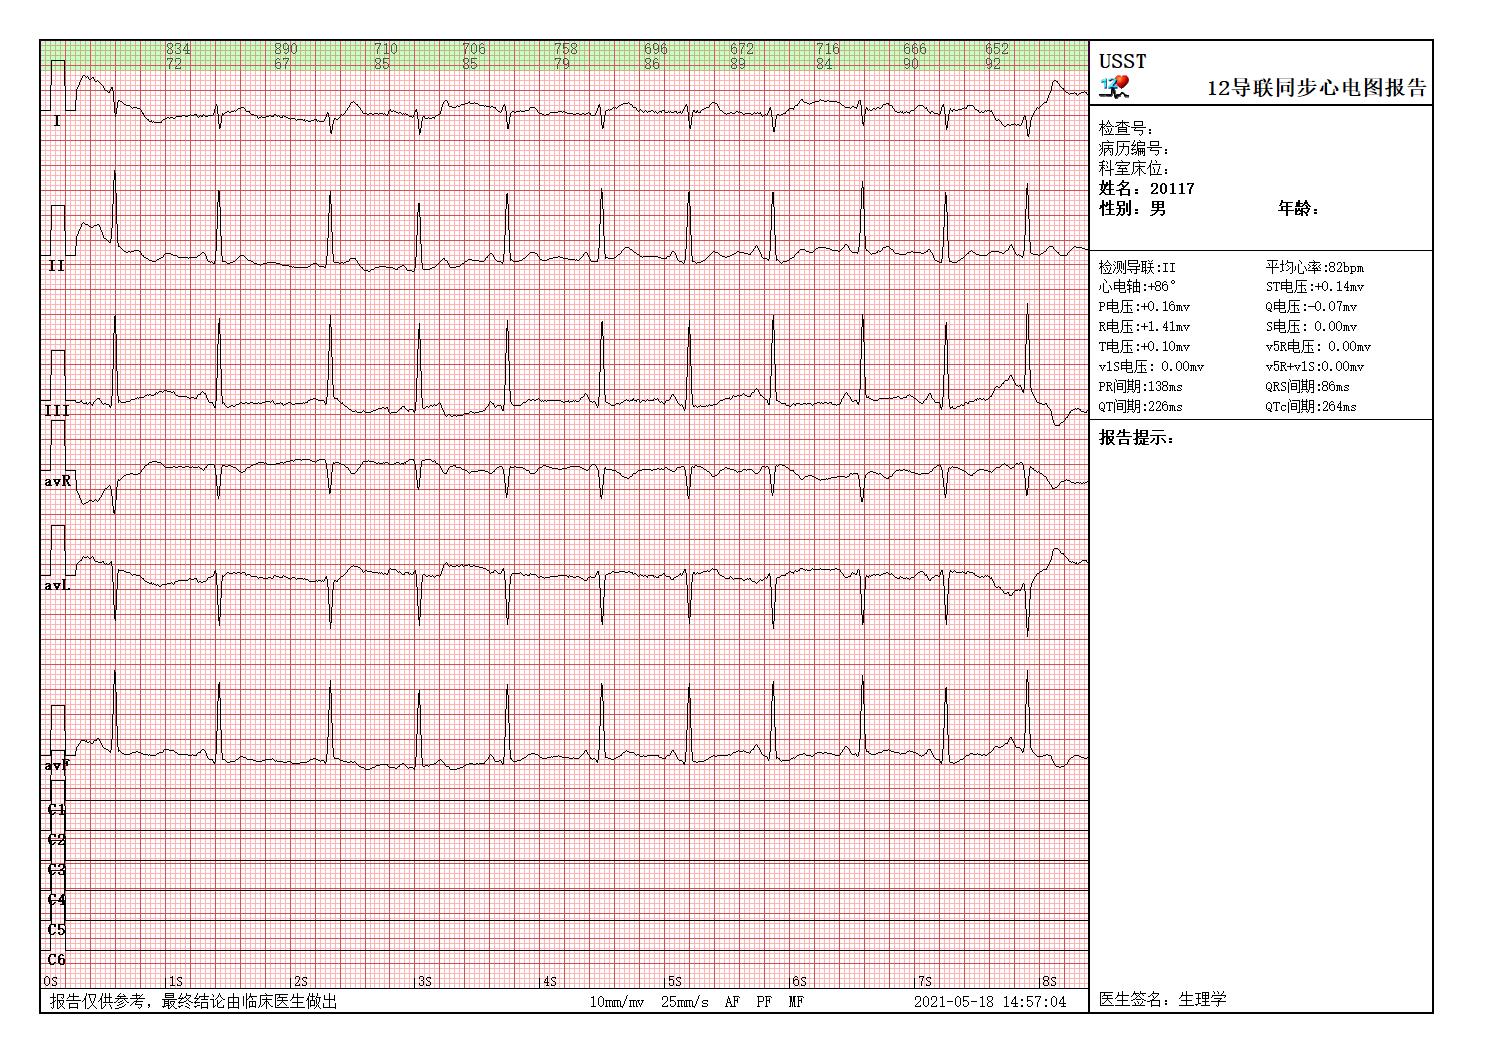 834 890 710 706 758 696 672 716 666 652
72 67 85 85 79 86 89 84 90 92
I
II
III
avR
avL
avF
C1
C2
C3
C4
C5
C6
0S 1S 2S 3S 4S 5S 6S 7S 8S
报告仅供参考，最终结论由临床医生做出 10mm/mv 25mm/s AF PF MF 2021-05-18 14:57:04
USST
12
12导联同步心电图报告
检查号：
病历编号：
科室床位：
姓名：20117
性别：男 年龄：
检测导联:II 平均心率:82bpm
心电轴:+86° ST电压:+0.14mv
P电压:+0.16mv Q电压:-0.07mv
R电压:+1.41mv S电压: 0.00mv
T电压:+0.10mv v5R电压: 0.00mv
v1S电压: 0.00mv v5R+v1S:0.00mv
PR间期:138ms QRS间期:86ms
QT间期:226ms QTc间期:264ms
报告提示：
医生签名：生理学